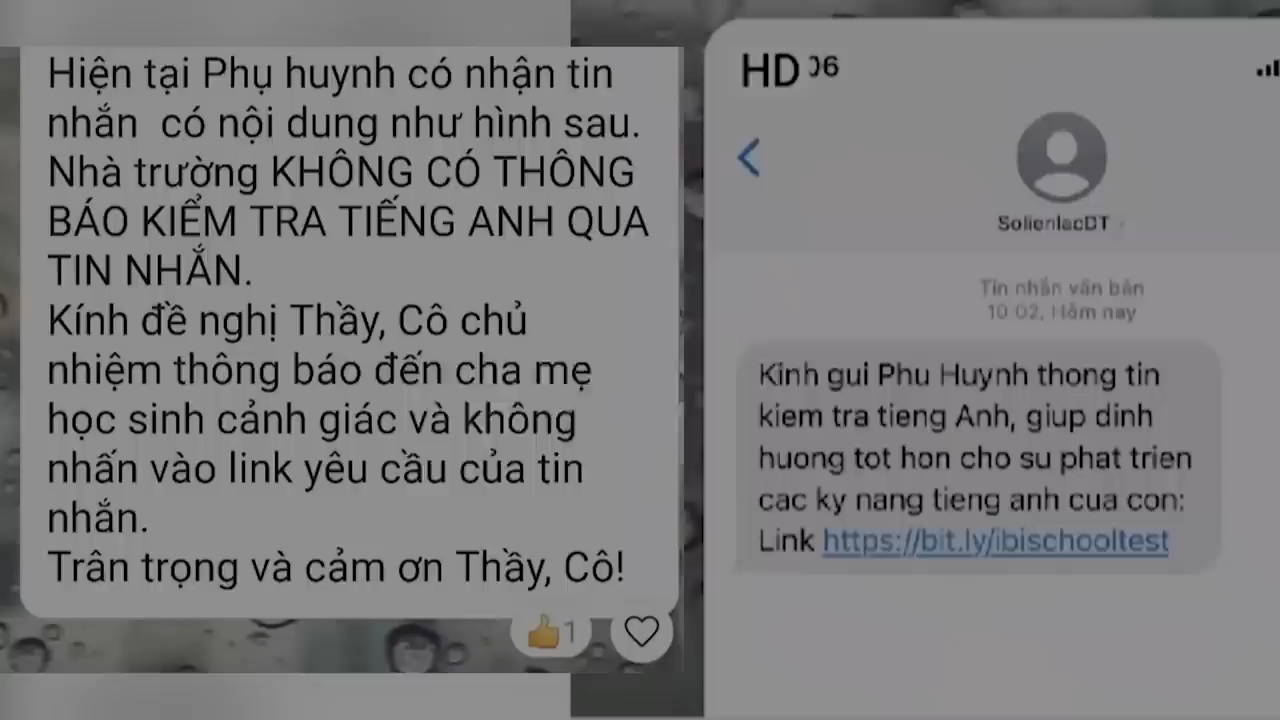 Hiện tại Phụ huynh có nhận tin
nhắn có nội dung như hình sau.
Nhà trường KHÔNG CÓ THÔNG
BÁO KIỂM TRA TIẾNG ANH QUA
TIN NHẮN.
Kính đề nghị Thầy, Cô chủ
nhiệm thông báo đến cha mẹ
học sinh cảnh giác và không
nhấn vào link yêu cầu của tin
nhắn.
Trân trọng và cảm ơn Thầy, Cô!
1
HD
06
SolienlacDT
Tin nhắn văn bản
10:02, Hôm nay
Kinh gui Phu Huynh thong tin
kiem tra tieng Anh, giup dinh
huong tot hon cho su phat trien
cac ky nang tieng anh cua con:
Link https://bit.ly/ibischooltest